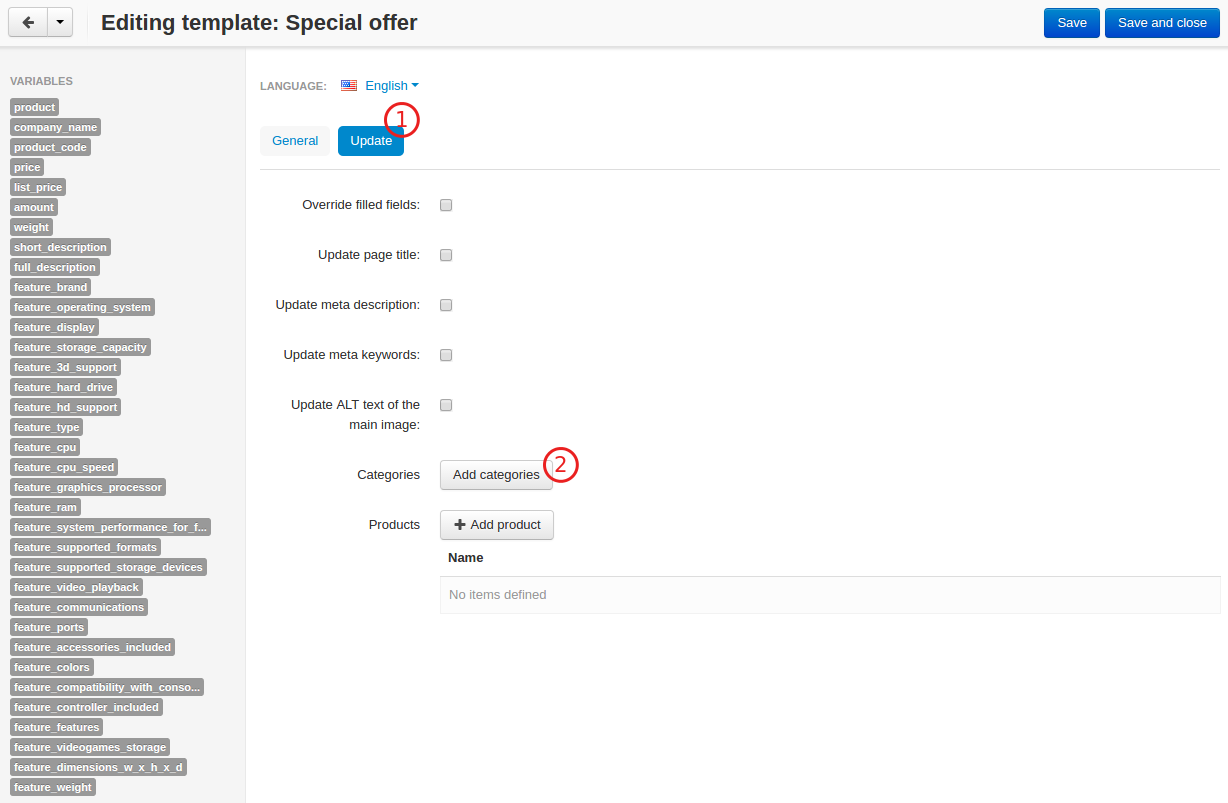 Editing template: Special offer
Save
Save and close
VARIABLES
product
company_name
product_code
price
list_price
amount
weight
short_description
full_description
feature_brand
feature_operating_system
feature_display
feature_storage_capacity
feature_3d_support
feature_hard_drive
feature_hd_support
feature_type
feature_cpu
feature_cpu_speed
feature_graphics_processor
feature_ram
feature_system_performance_for_f...
feature_supported_formats
feature_supported_storage_devices
feature_video_playback
feature_communications
feature_ports
feature_accessories_included
feature_colors
feature_compatibility_with_conso...
feature_controller_included
feature_features
feature_videogames_storage
feature_dimensions_w_x_h_x_d
feature_weight
LANGUAGE: English
1
General Update
Override filled fields:
Update page title:
Update meta description:
Update meta keywords:
Update ALT text of the
main image:
2
Categories Add categories
Products Add product
Name
No items defined